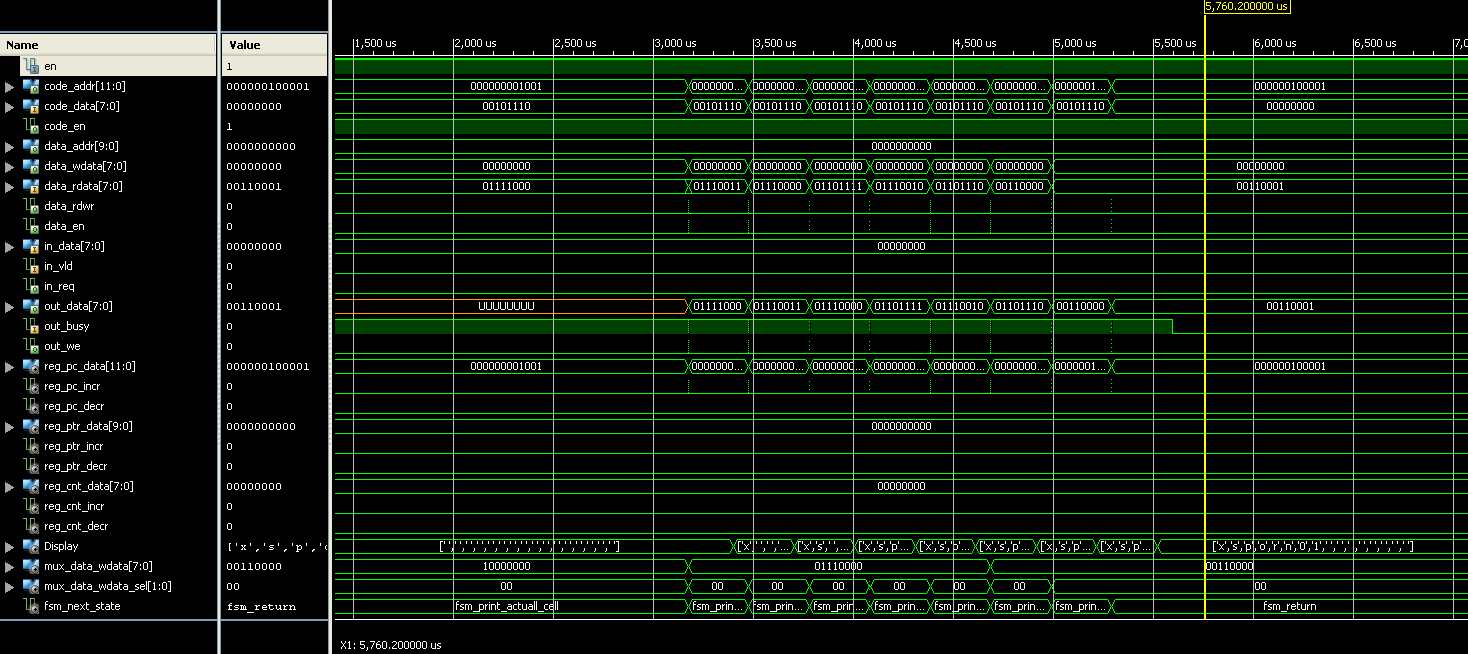 5,760.200000 us
Name Value 1,500 us 2,000 us 2,500 us 3,000 us 3,500 us 4,000 us 4,500 us 5,000 us 5,500 us 6,000 us 6,500 us 7,0
en 1
code_addr[11:0] 000000100001 000000001001 0000000... 0000000... 0000000... 0000000... 0000000... 0000000... 0000001... 000000100001
code_data[7:0] 00000000 00101110 00101110 00101110 00101110 00101110 00101110 00101110 00101110 00000000
code_en 1
data_addr[9:0] 0000000000 0000000000
data_wdata[7:0] 00000000 00000000 00000000 00000000 00000000 00000000 00000000 00000000 00000000
data_rdata[7:0] 00110001 01111000 01110011 01110000 01101111 01110010 01101110 00110000 00110001
data_rdwr 0
data_en 0
in_data[7:0] 00000000 00000000
in_vld 0
in_req 0
out_data[7:0] 00110001 UUUUUUUU 01111000 01110011 01110000 01101111 01110010 01101110 00110000 00110001
out_busy 0
out_we 0
reg_pc_data[11:0] 000000100001 000000001001 0000000... 0000000... 0000000... 0000000... 0000000... 0000000... 0000001... 000000100001
reg_pc_incr 0
reg_pc_decr 0
reg_ptr_data[9:0] 0000000000 0000000000
reg_ptr_incr 0
reg_ptr_decr 0
reg_cnt_data[7:0] 00000000 00000000
reg_cnt_incr 0
reg_cnt_decr 0
Display ['x','s','p','
mux_data_wdata[7:0] 00110000 10000000 01110000 00110000
mux_data_wdata_sel[1:0] 00 00 00 00 00 00 00 00 00
fsm_next_state fsm_return fsm_print_actuall_cell fsm_prin... fsm_prin... fsm_prin... fsm_prin... fsm_prin... fsm_prin... fsm_prin... fsm_return
X1: 5,760.200000 us